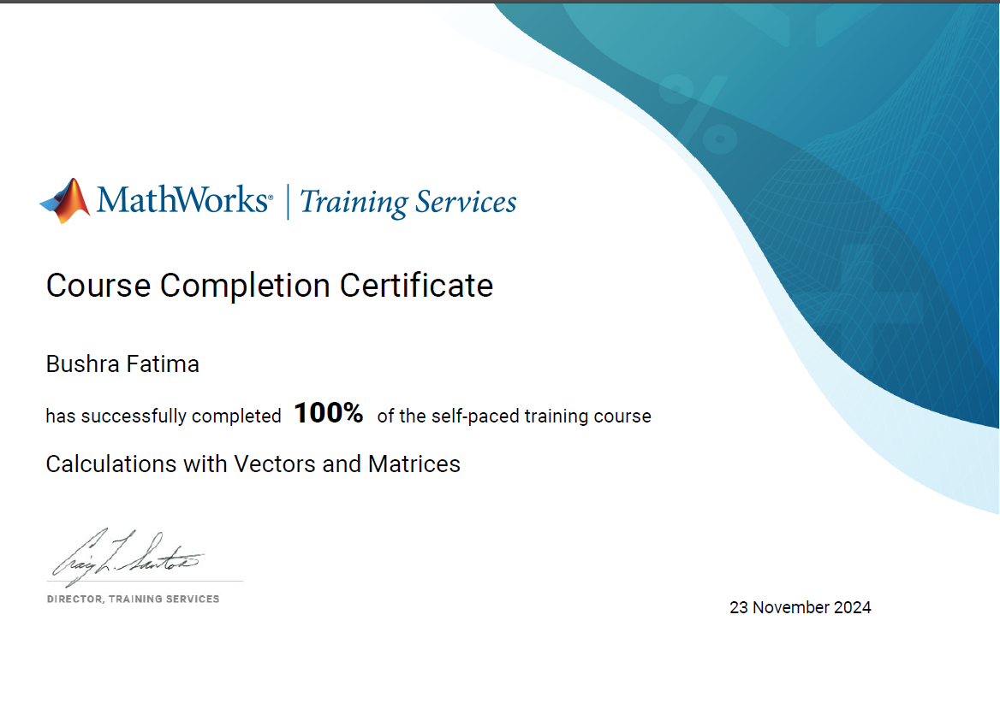 MathWorks® | Training Services
Course Completion Certificate
Bushra Fatima
has successfully completed 100% of the self-paced training course
Calculations with Vectors and Matrices
Craig L. Santos
DIRECTOR, TRAINING SERVICES
23 November 2024